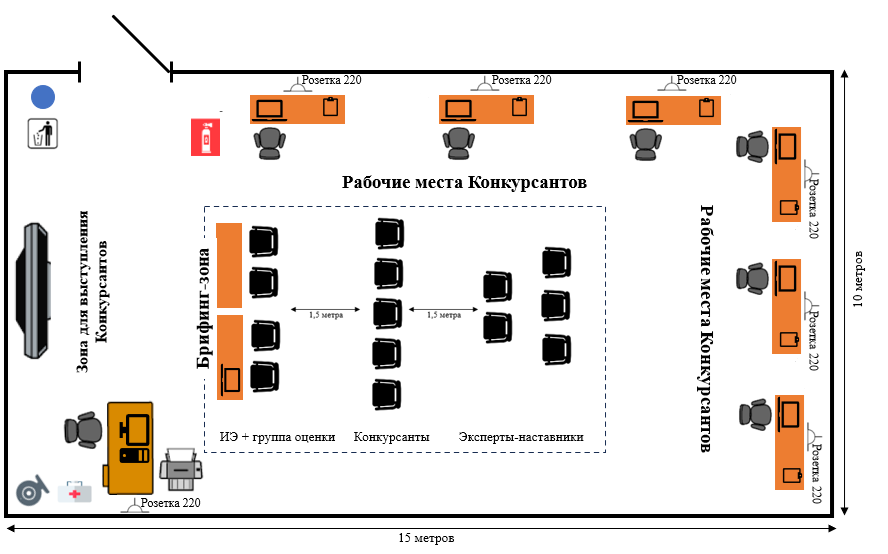 Розетка 220
Розетка 220
Розетка 220
Рабочие места Конкурсантов
Розетка 220
Зона для выступления
Конкурсантов
Брифинг-зона
1,5 метра
1,5 метра
Рабочие места Конкурсантов
Розетка 220
10 метров
ИЭ + группа оценки
Конкурсанты
Эксперты-наставники
Розетка 220
Розетка 220
15 метров